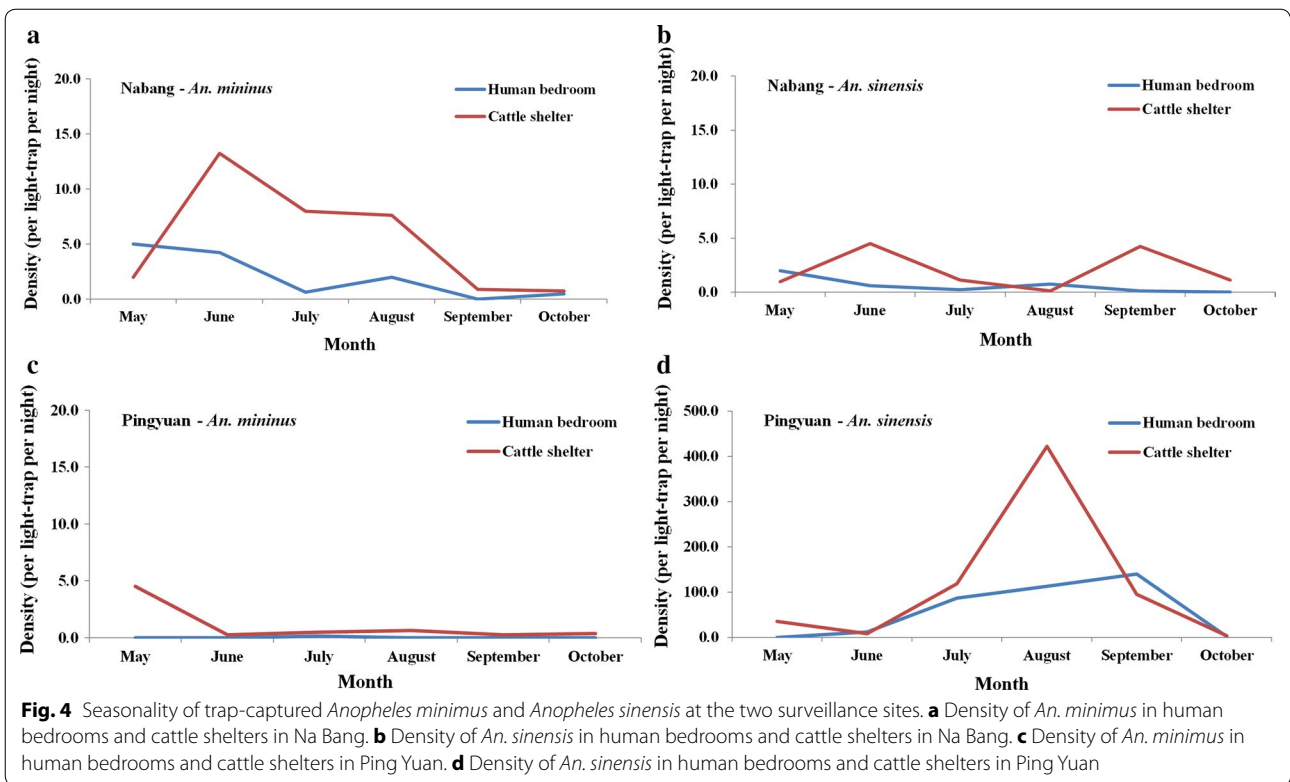 a
Nabang - An. mininus
Human bedroom
Cattle shelter
Density (per light-trap per night)
20.0
15.0
10.0
5.0
0.0
May June July August September October
Month
b
Nabang - An. sinensis
Human bedroom
Cattle shelter
Density (per light-trap per night)
20.0
15.0
10.0
5.0
0.0
May June July August September October
Month
c
Pingyuan - An. mininus
Human bedroom
Cattle shelter
Density (per light-trap per night)
20.0
15.0
10.0
5.0
0.0
May June July August September October
Month
d
Pingyuan - An. sinensis
Human bedroom
Cattle shelter
Density (per light-trap per night)
500.0
400.0
300.0
200.0
100.0
0.0
May June July August September October
Month
Fig. 4 Seasonality of trap-captured Anopheles minimus and Anopheles sinensis at the two surveillance sites. a Density of An. minimus in human
bedrooms and cattle shelters in Na Bang. b Density of An. sinensis in human bedrooms and cattle shelters in Na Bang. c Density of An. minimus in
human bedrooms and cattle shelters in Ping Yuan. d Density of An. sinensis in human bedrooms and cattle shelters in Ping Yuan